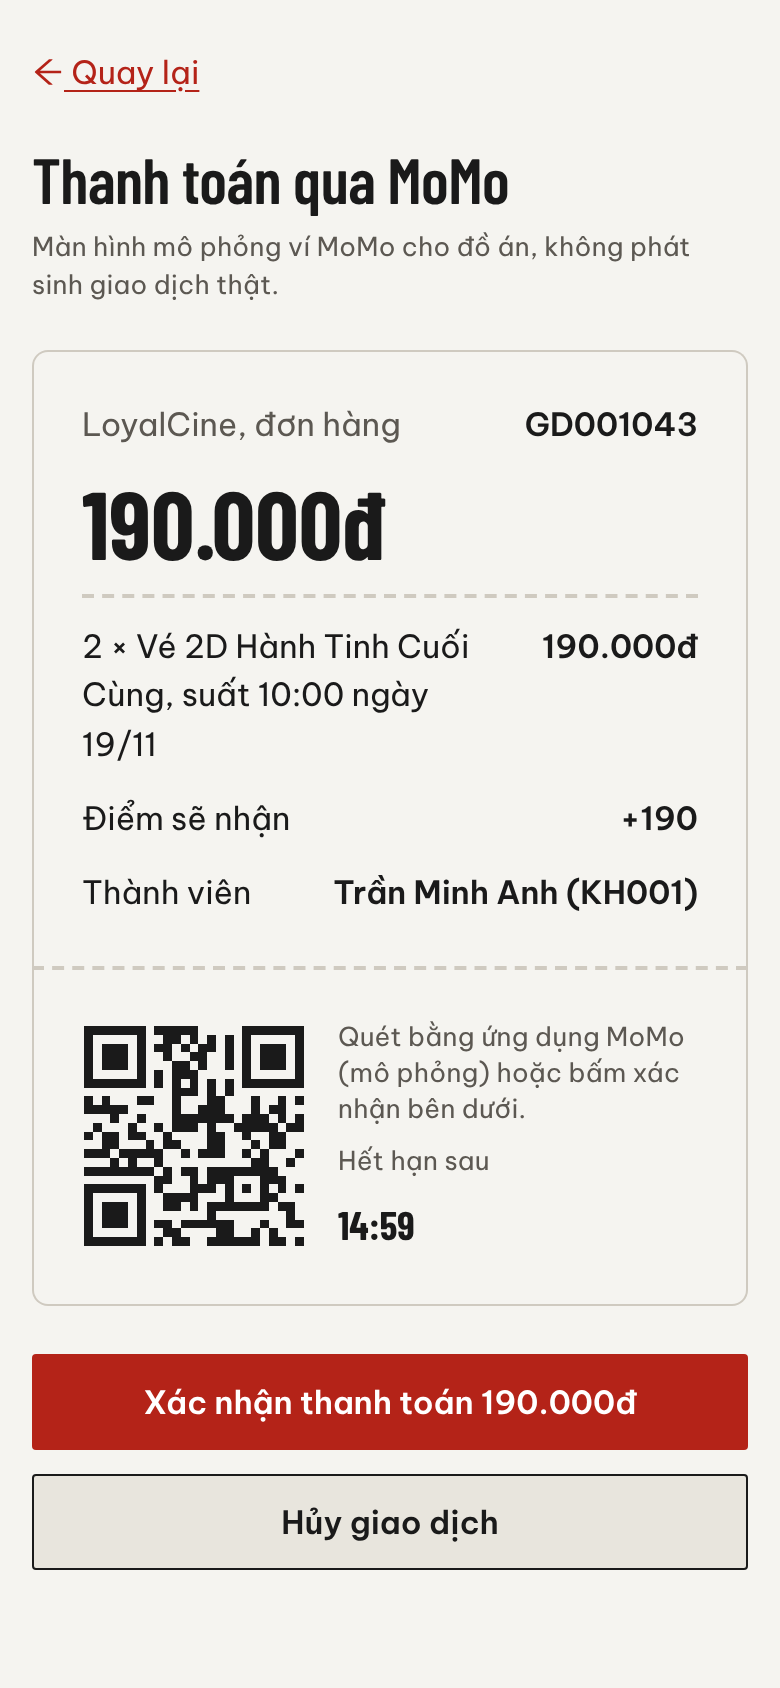 ← Quay lại
Thanh toán qua MoMo
Màn hình mô phỏng ví MoMo cho đồ án, không phát
sinh giao dịch thật.
LoyalCine, đơn hàng GD001043
190.000đ
2 × Vé 2D Hành Tinh Cuối 190.000đ
Cùng, suất 10:00 ngày
19/11
Điểm sẽ nhận +190
Thành viên Trần Minh Anh (KH001)
Quét bằng ứng dụng MoMo
(mô phỏng) hoặc bấm xác
nhận bên dưới.
Hết hạn sau
14:59
Xác nhận thanh toán 190.000đ
Hủy giao dịch